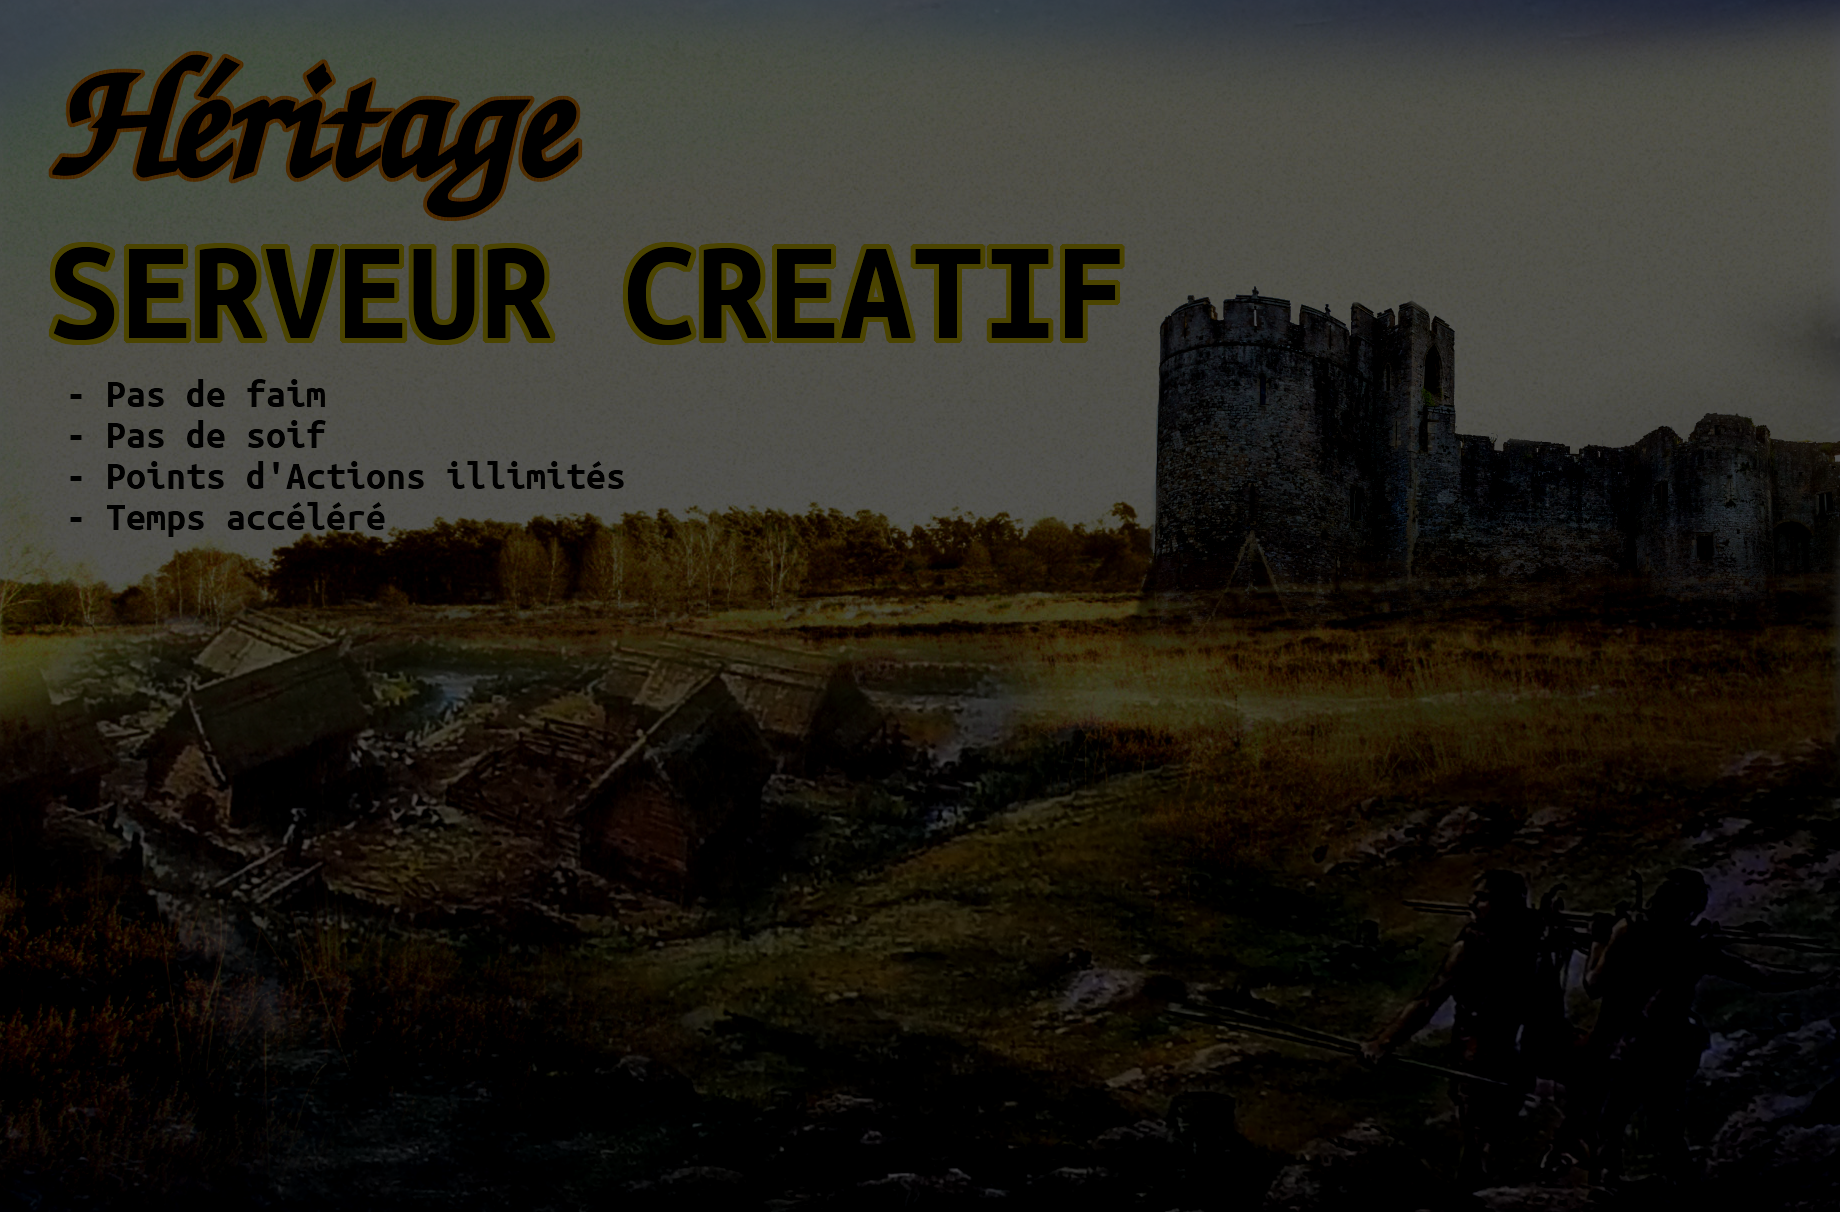 Héritage
SERVEUR CREATIF
- Pas de faim
- Pas de soif
- Points d'Actions illimités
- Temps accéléré